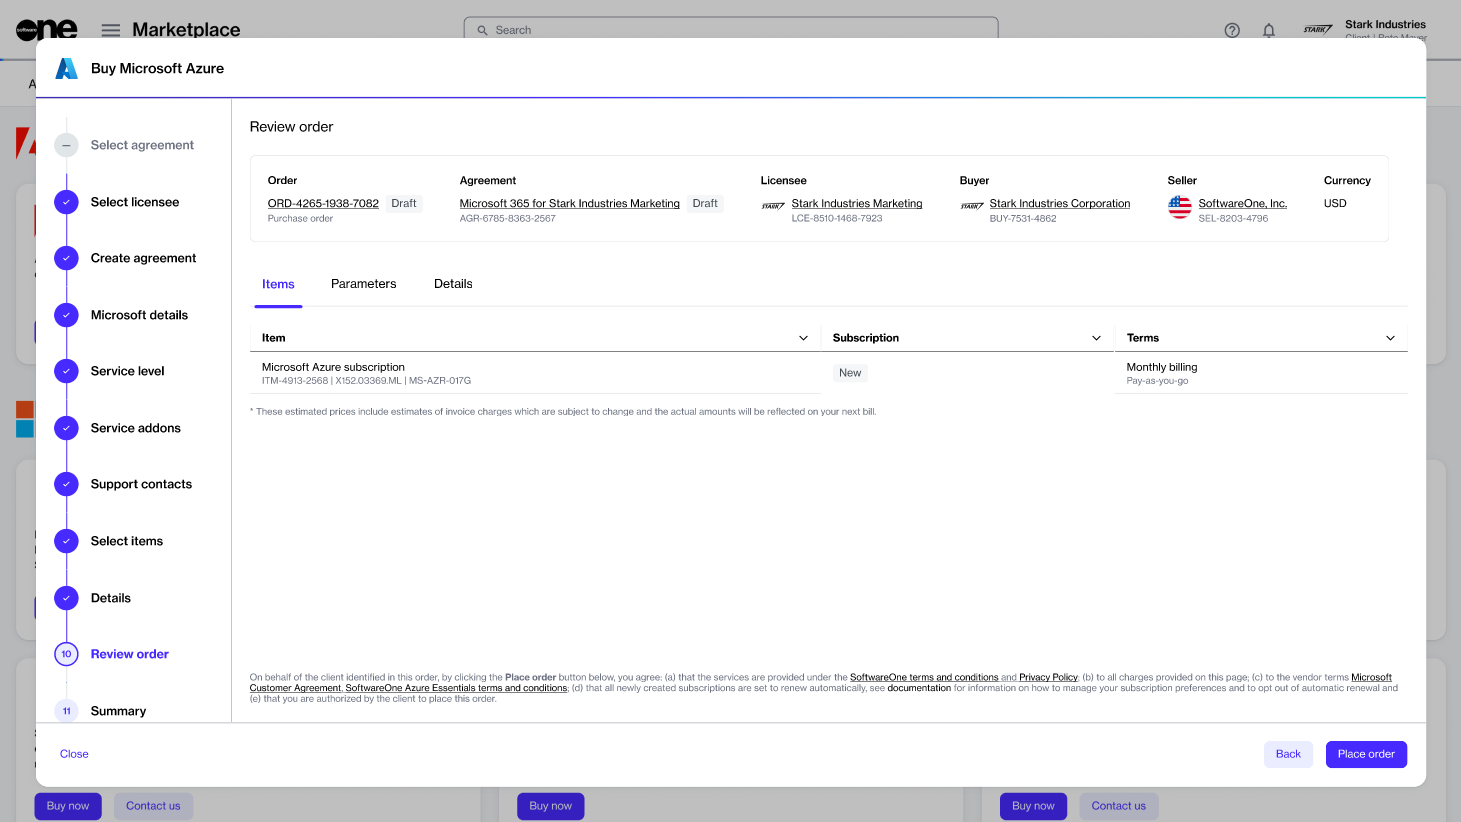 software one
Marketplace
Search
STARK
Stark Industries
Buy Microsoft Azure
Select agreement
Select licensee
Create agreement
Microsoft details
Service level
Service addons
Support contacts
Select items
Details
10 Review order
11 Summary
Review order
Order
ORD-4265-1938-7082 Draft
Purchase order
Agreement
Microsoft 365 for Stark Industries Marketing Draft
AGR-6785-8363-2567
Licensee
STARK Stark Industries Marketing
LCE-8510-1468-7923
Buyer
STARK Stark Industries Corporation
BUY-7531-4862
Seller
SoftwareOne, Inc.
SEL-8203-4796
Currency
USD
Items Parameters Details
Item Subscription Terms
Microsoft Azure subscription
ITM-4913-2568 | X152.03369.ML | MS-AZR-017G
New
Monthly billing
Pay-as-you-go
* These estimated prices include estimates of invoice charges which are subject to change and the actual amounts will be reflected on your next bill.
On behalf of the client identified in this order, by clicking the Place order button below, you agree: (a) that the services are provided under the SoftwareOne terms and conditions and Privacy Policy; (b) to all charges provided on this page; (c) to the vendor terms Microsoft
Customer Agreement, SoftwareOne Azure Essentials terms and conditions; (d) that all newly created subscriptions are set to renew automatically, see documentation for information on how to manage your subscription preferences and to opt out of automatic renewal and
(e) that you are authorized by the client to place this order.
Close Back Place order
Buy now Contact us Buy now Buy now Contact us